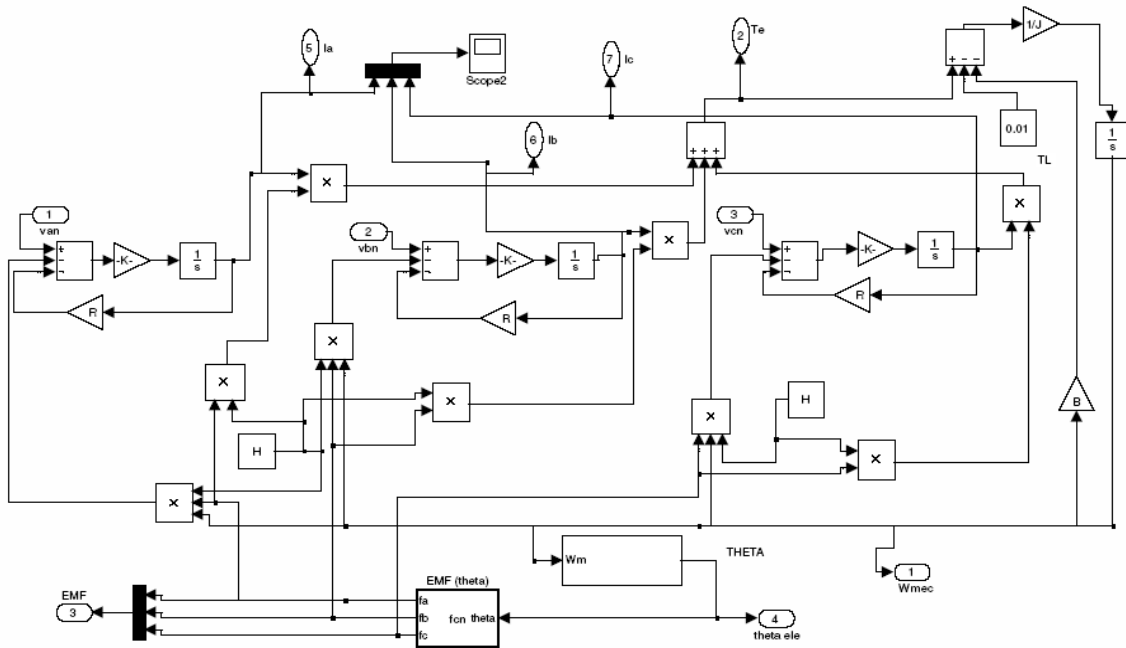 5
Ia
Scope2
7
Ic
2
Te
1/J
+ - -
0.01
TL
1
s
6
Ib
+ + +
×
×
×
1
van
+
-
-
-K-
1
s
R
2
vbn
+
-
-
-K-
1
s
R
3
vcn
+
-
-
-K-
1
s
R
×
×
×
H
×
H
×
B
×
THETA
Wm
1
Wmec
EMF
3
EMF (theta)
fa
fb
fc
fcn
theta
4
theta ele